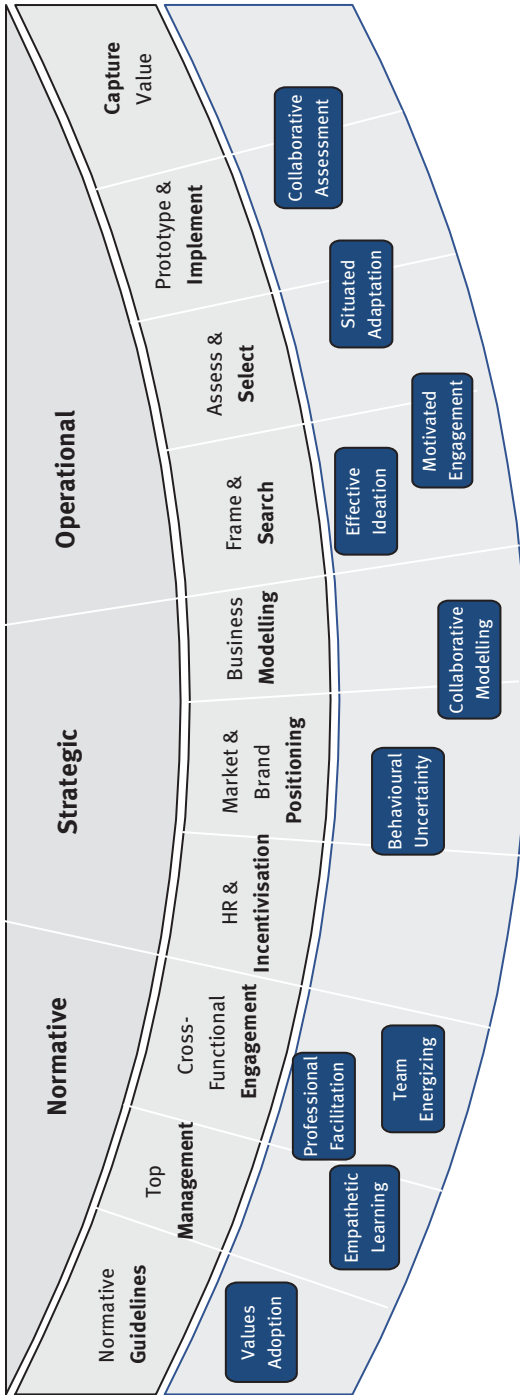 Normative
Strategic
Operational
Normative
Guidelines
Top
Management
Cross-
Functional
Engagement
HR &
Incentivisation
Market &
Brand
Positioning
Business
Modelling
Frame &
Search
Assess &
Select
Prototype &
Implement
Capture
Value
Values
Adoption
Empathetic
Learning
Professional
Facilitation
Team
Energizing
Behavioural
Uncertainty
Collaborative
Modelling
Effective
Ideation
Motivated
Engagement
Situated
Adaptation
Collaborative
Assessment